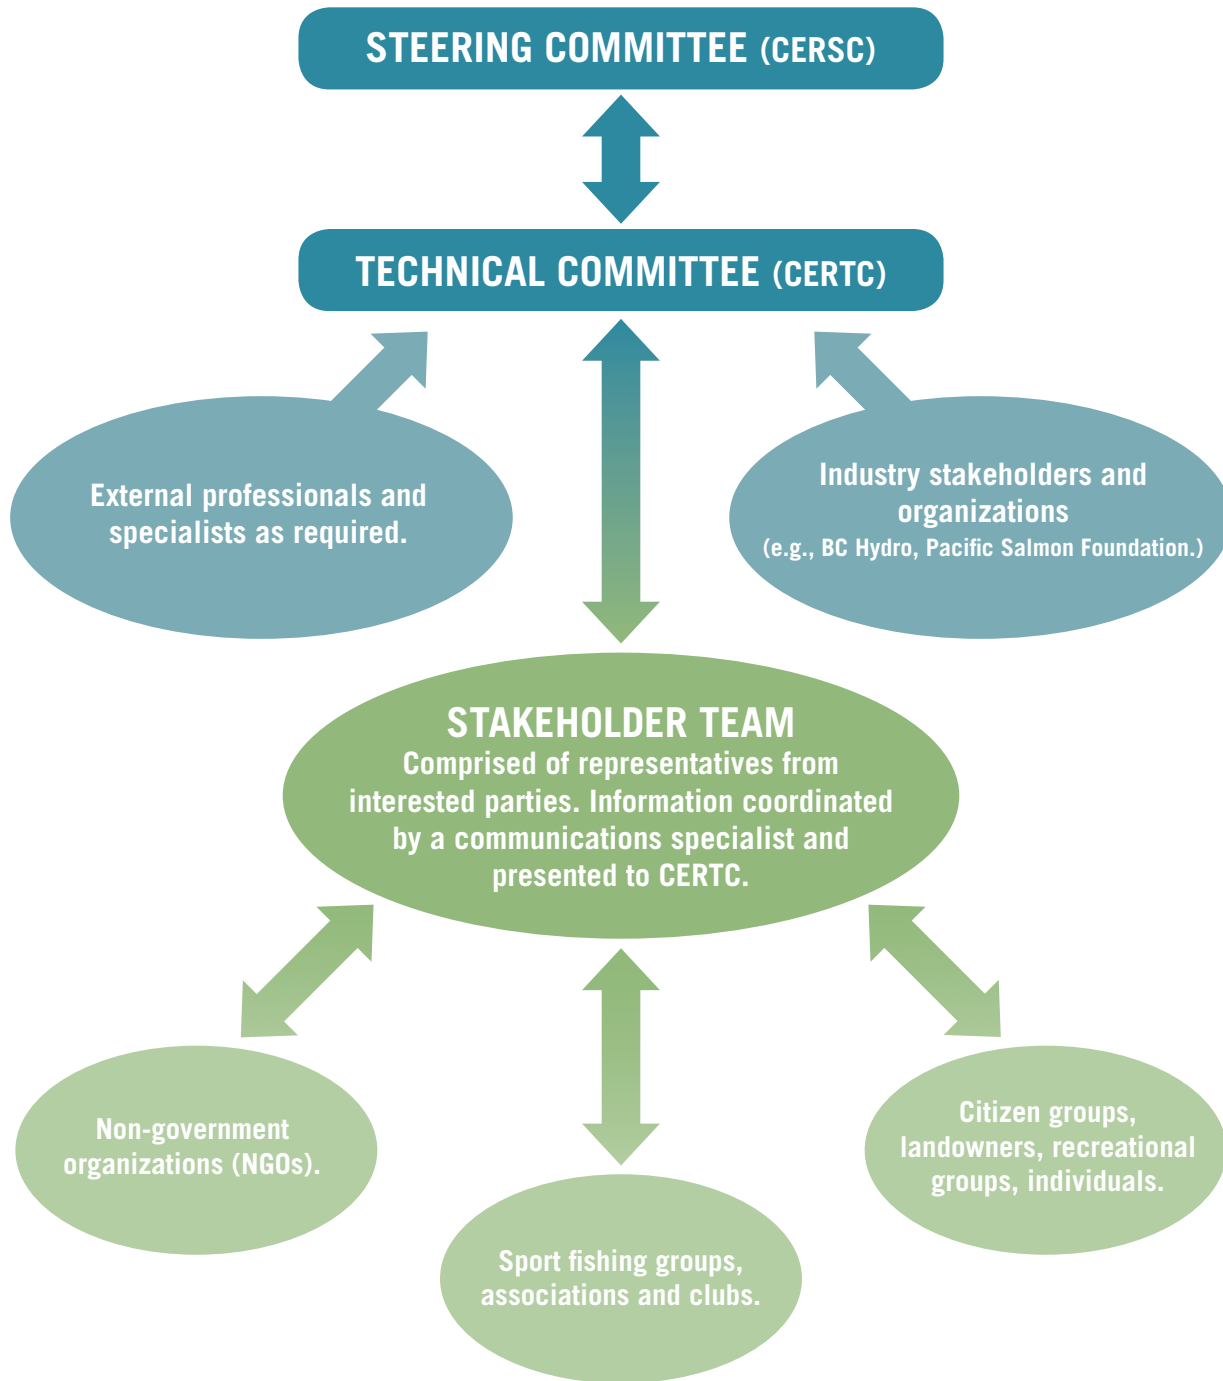 STEERING COMMITTEE (CERSC)
TECHNICAL COMMITTEE (CERTC)
External professionals and
specialists as required.
Industry stakeholders and
organizations
(e.g., BC Hydro, Pacific Salmon Foundation.)
STAKEHOLDER TEAM
Comprised of representatives from
interested parties. Information coordinated
by a communications specialist and
presented to CERTC.
Non-government
organizations (NGOs).
Sport fishing groups,
associations and clubs.
Citizen groups,
landowners, recreational
groups, individuals.